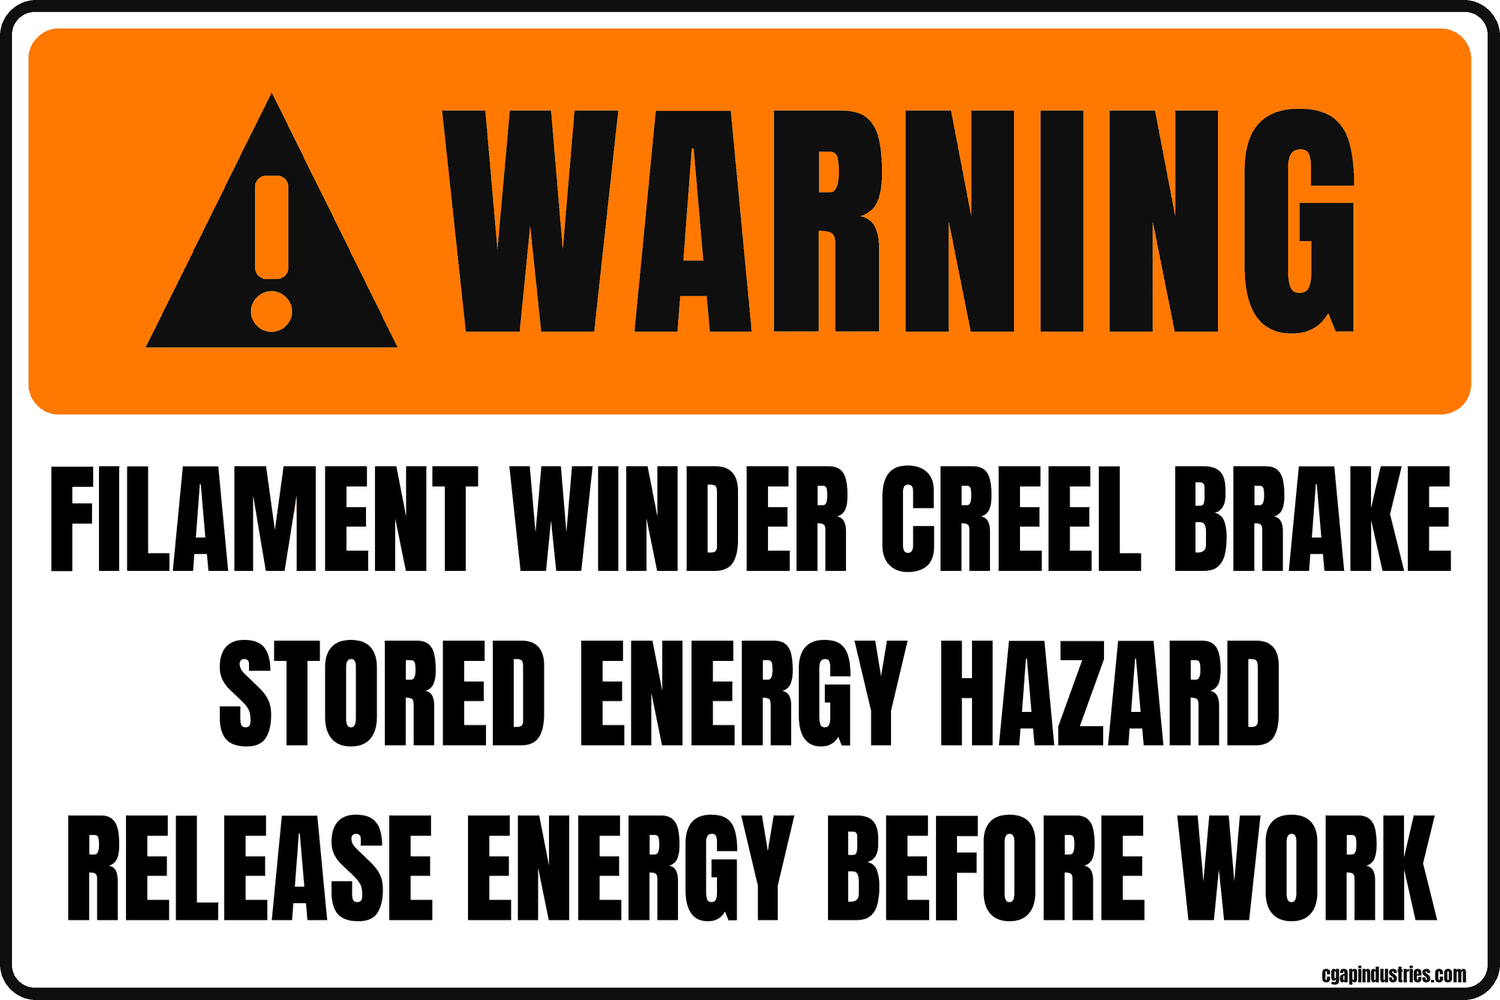 WARNING
FILAMENT WINDER CREEL BRAKE
STORED ENERGY HAZARD
RELEASE ENERGY BEFORE WORK
cgapindustries.com